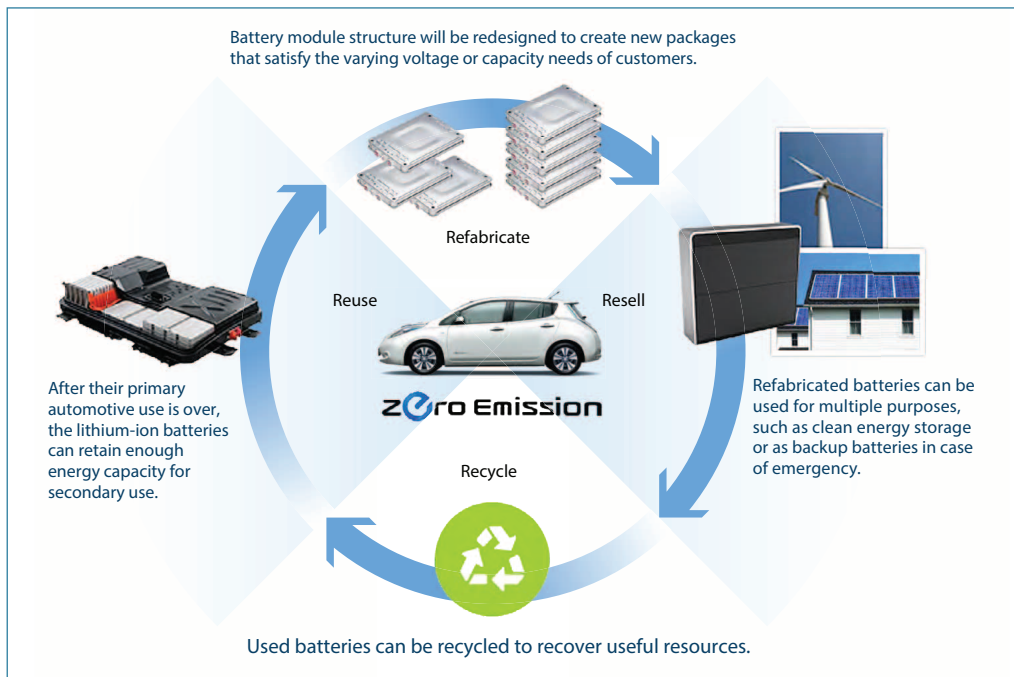 Battery module structure will be redesigned to create new packages
that satisfy the varying voltage or capacity needs of customers.
Refabricate
Reuse
Resell
zero Emission
After their primary
automotive use is over,
the lithium-ion batteries
can retain enough
energy capacity for
secondary use.
Refabricated batteries can be
used for multiple purposes,
such as clean energy storage
or as backup batteries in case
of emergency.
Recycle
Used batteries can be recycled to recover useful resources.